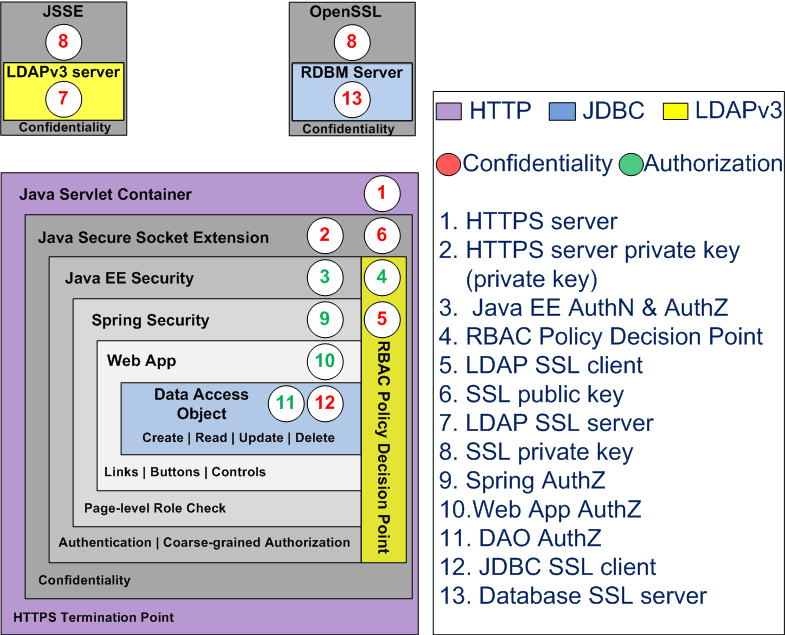 JSSE
8
LDAPv3 server
7
Confidentiality
OpenSSL
8
RDBM Server
13
Confidentiality
Java Servlet Container
1
Java Secure Socket Extension
2
6
Java EE Security
3
4
Spring Security
9
5
Web App
10
RBAC Policy Decision Point
Data Access
Object
11
12
Create | Read | Update | Delete
Links | Buttons | Controls
Page-level Role Check
Authentication | Coarse-grained Authorization
Confidentiality
HTTPS Termination Point
HTTP
JDBC
LDAPv3
Confidentiality
Authorization
1. HTTPS server
2. HTTPS server private key
(private key)
3. Java EE AuthN & AuthZ
4. RBAC Policy Decision Point
5. LDAP SSL client
6. SSL public key
7. LDAP SSL server
8. SSL private key
9. Spring AuthZ
10.Web App AuthZ
11. DAO AuthZ
12. JDBC SSL client
13. Database SSL server